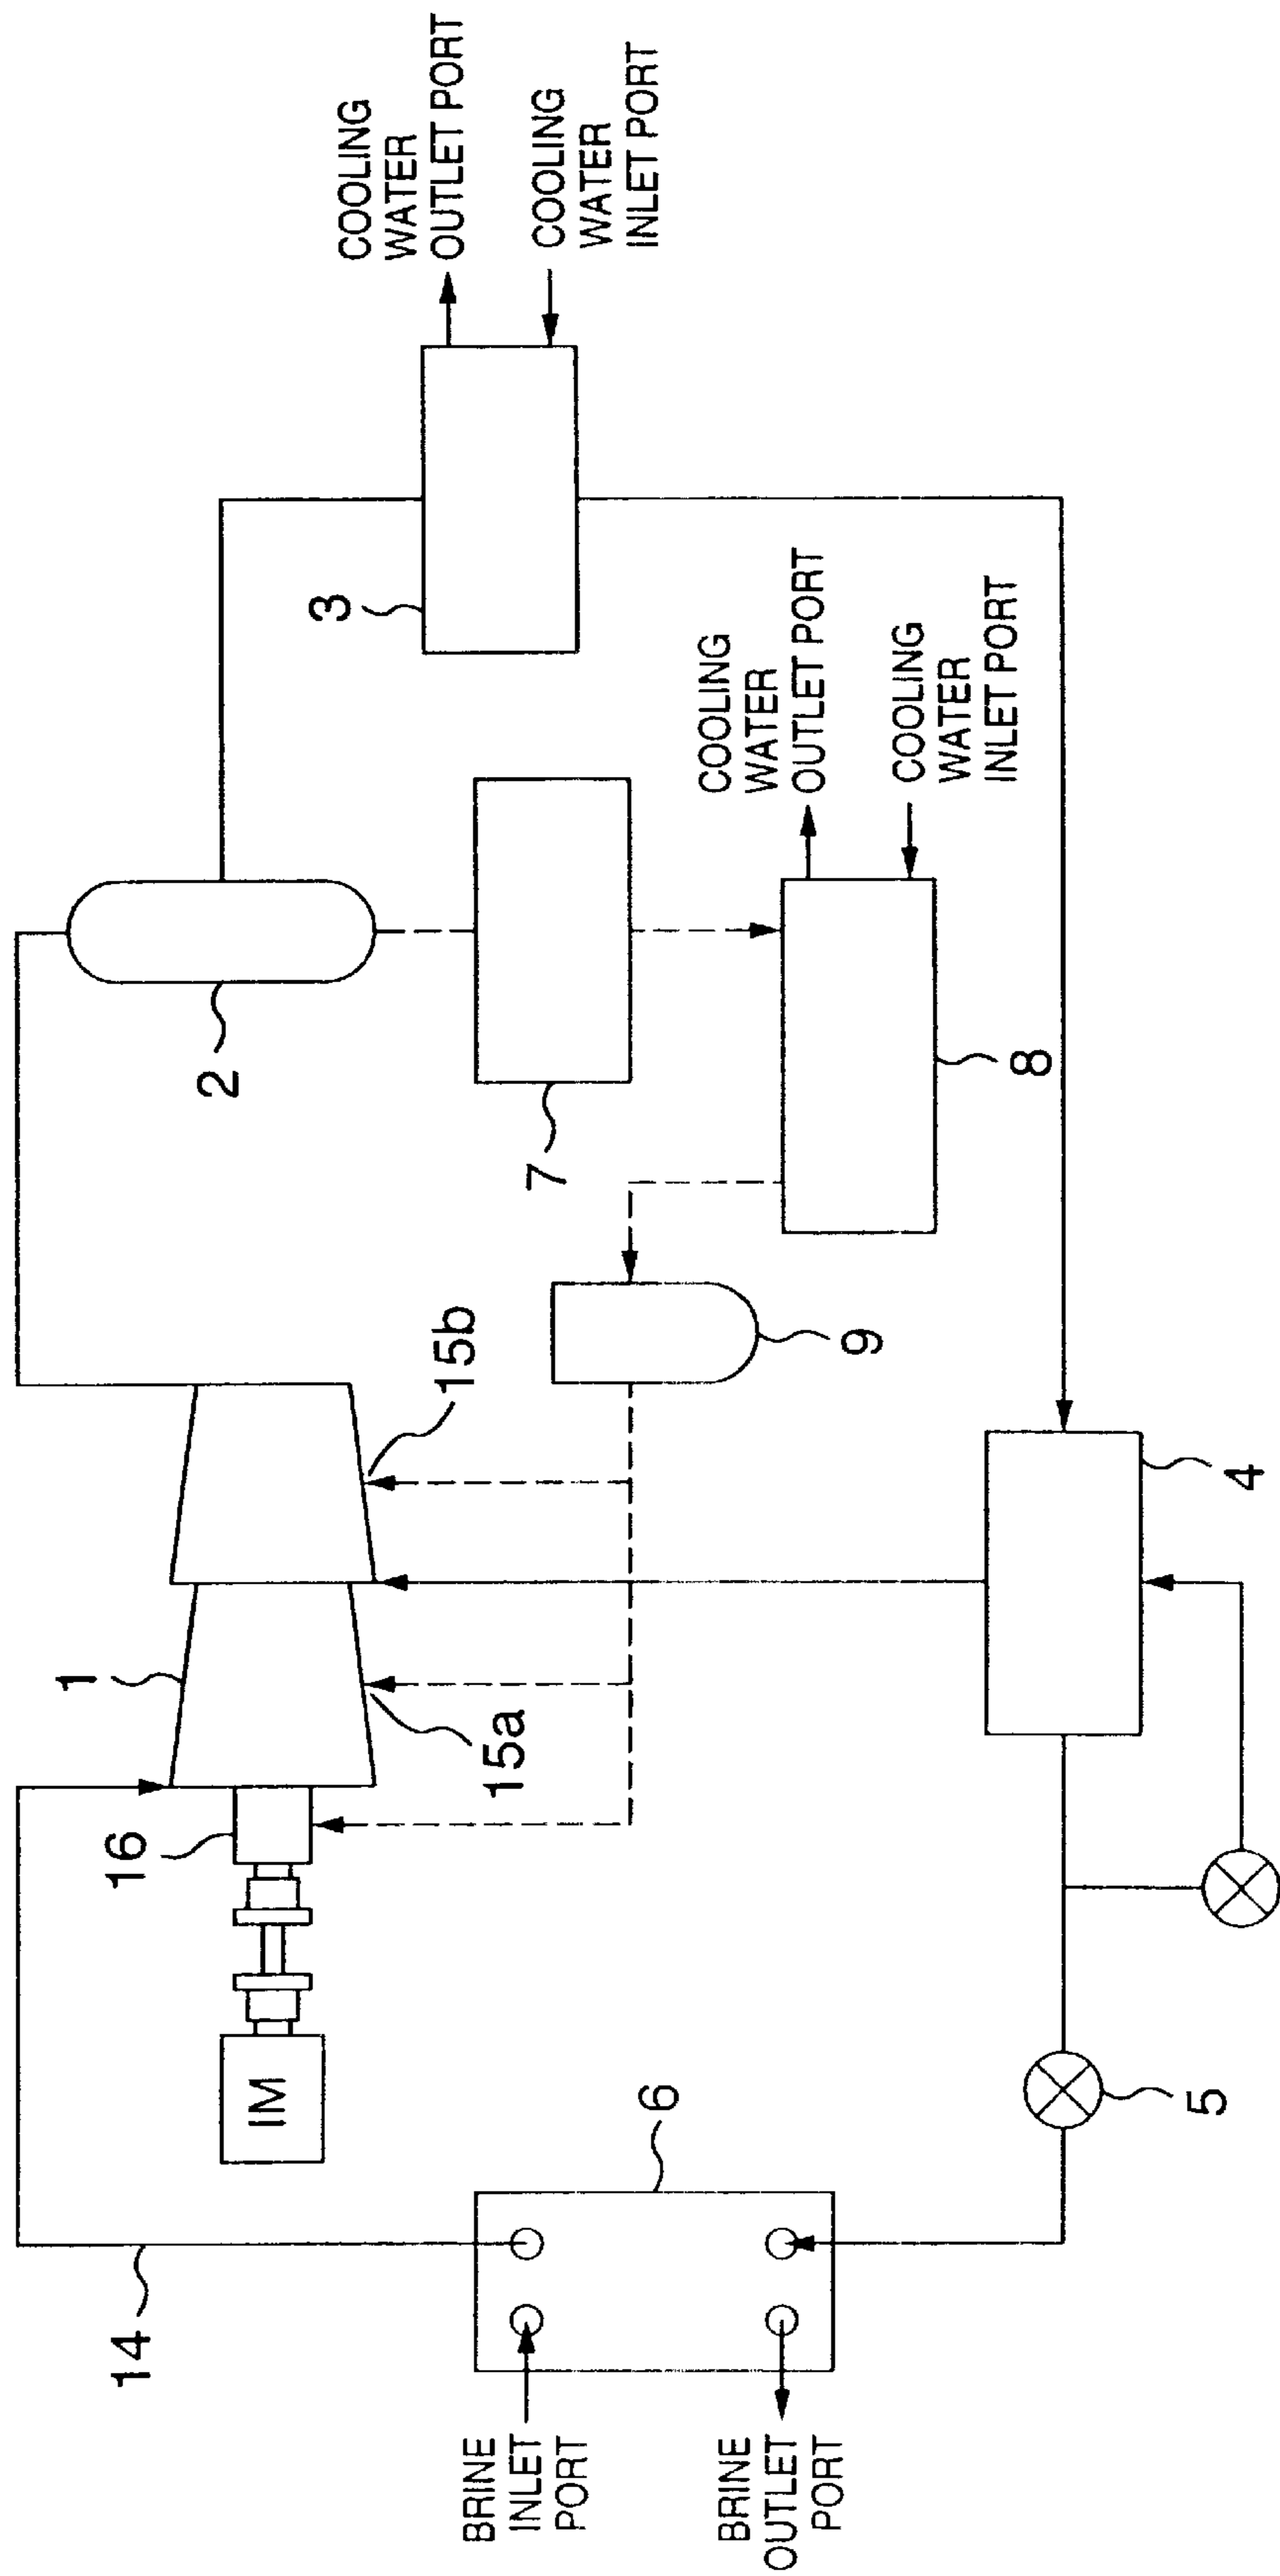 COOLING
WATER
OUTLET PORT
COOLING
WATER
INLET PORT
3
COOLING
WATER
OUTLET PORT
COOLING
WATER
INLET PORT
2
7
8
9
15b
1
15a
4
16
IM
5
6
14
BRINE
INLET
PORT
BRINE
OUTLET
PORT